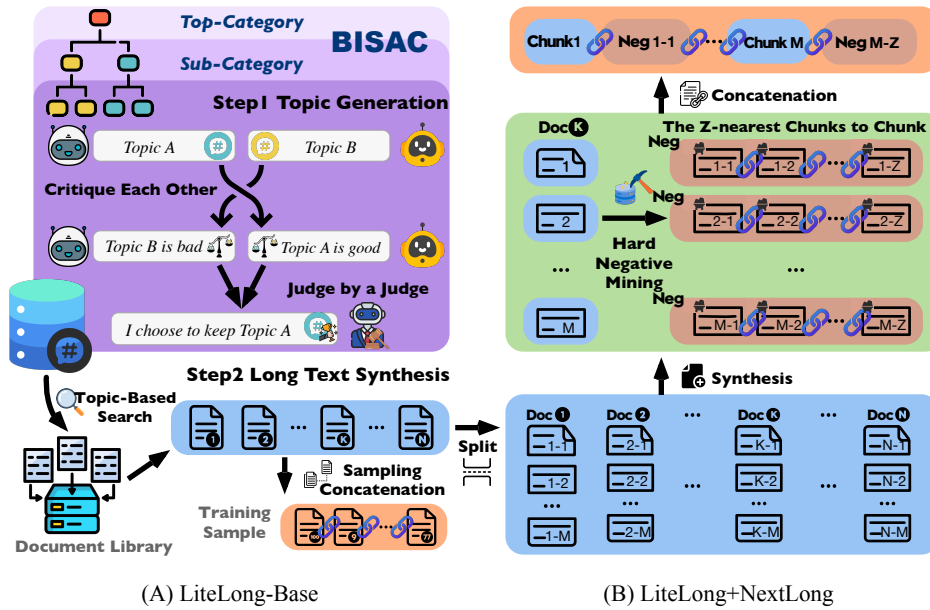 Top-Category
BISAC
Sub-Category
Step1 Topic Generation
Topic A
#
#
Topic B
Critique Each Other
Topic B is bad
Topic A is good
Judge by a Judge
I choose to keep Topic A
#
#
Step2 Long Text Synthesis
Topic-Based
Search
Document Library
1 2 ... K ... N
Sampling
Concatenation
Training
Sample
100 9 ... 77
Split
(A) LiteLong-Base
Chunk1 Neg 1-1 ... Chunk M Neg M-Z
Concatenation
Doc K
The Z-nearest Chunks to Chunk
Neg
1 1-1 1-2 ... 1-Z
Neg
2 2-1 2-2 ... 2-Z
Hard
Negative
Mining
... ...
Neg
M M-1 M-2 ... M-Z
Synthesis
Doc 1 Doc 2 ... Doc K ... Doc N
1-1 2-1 K-1 N-1
1-2 2-2 ... K-2 ... N-2
... ... ... ...
1-M 2-M K-M N-M
(B) LiteLong+NextLong